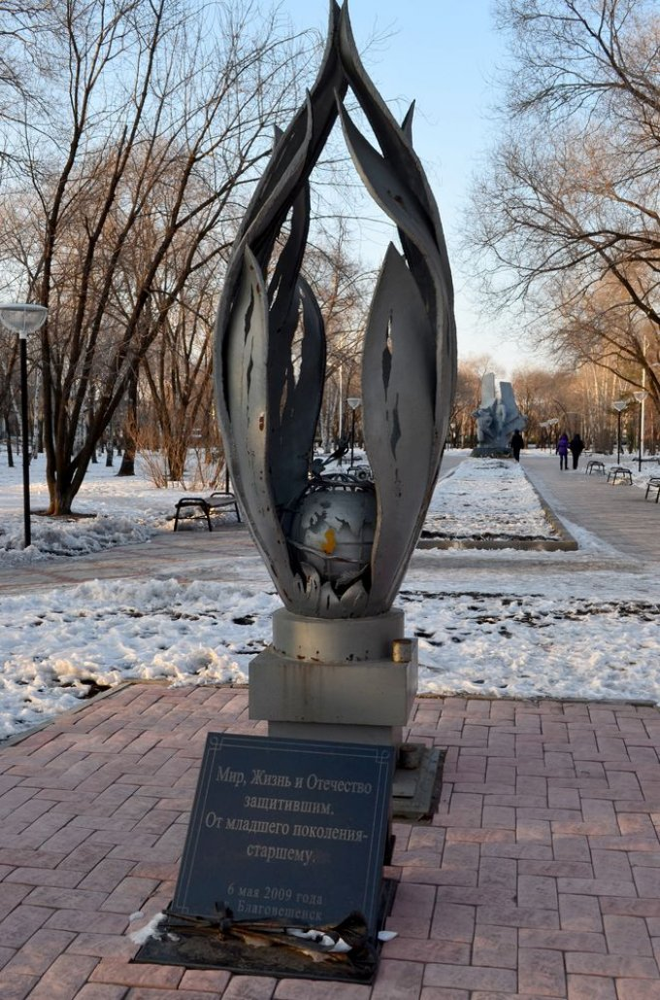 Мир, Жизнь и Отечество
защитившим.
От младшего поколения-
старшему.
6 мая 2009 года
Благовещенск